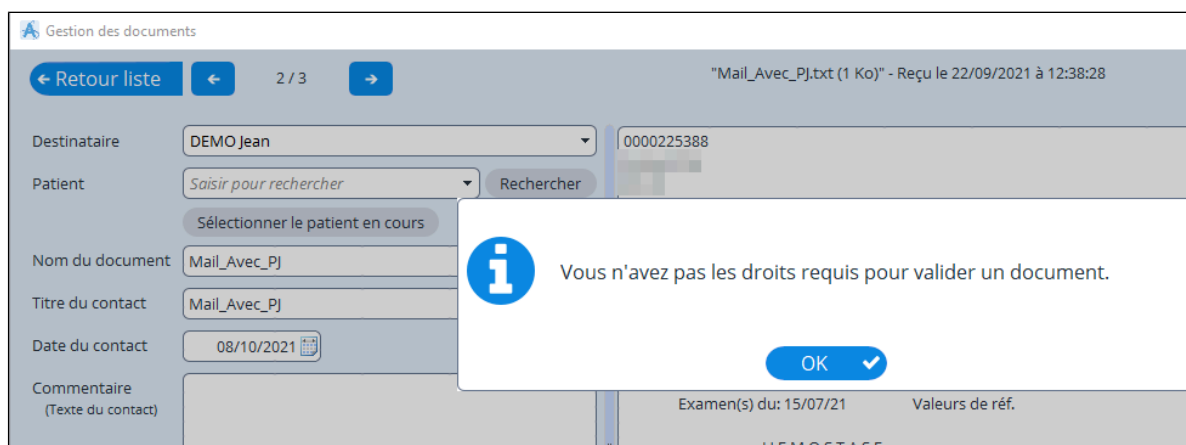 Gestion des documents
Retour liste
2 / 3
"Mail_Avec_PJ.txt (1 Ko)" - Reçu le 22/09/2021 à 12:38:28
Destinataire
DEMO Jean
0000225388
Patient
Saisir pour rechercher
Rechercher
Sélectionner le patient en cours
Vous n'avez pas les droits requis pour valider un document.
Nom du document
Mail_Avec_PJ
Titre du contact
Mail_Avec_PJ
Date du contact
08/10/2021
OK
Commentaire
(Texte du contact)
Examen(s) du: 15/07/21 Valeurs de réf.